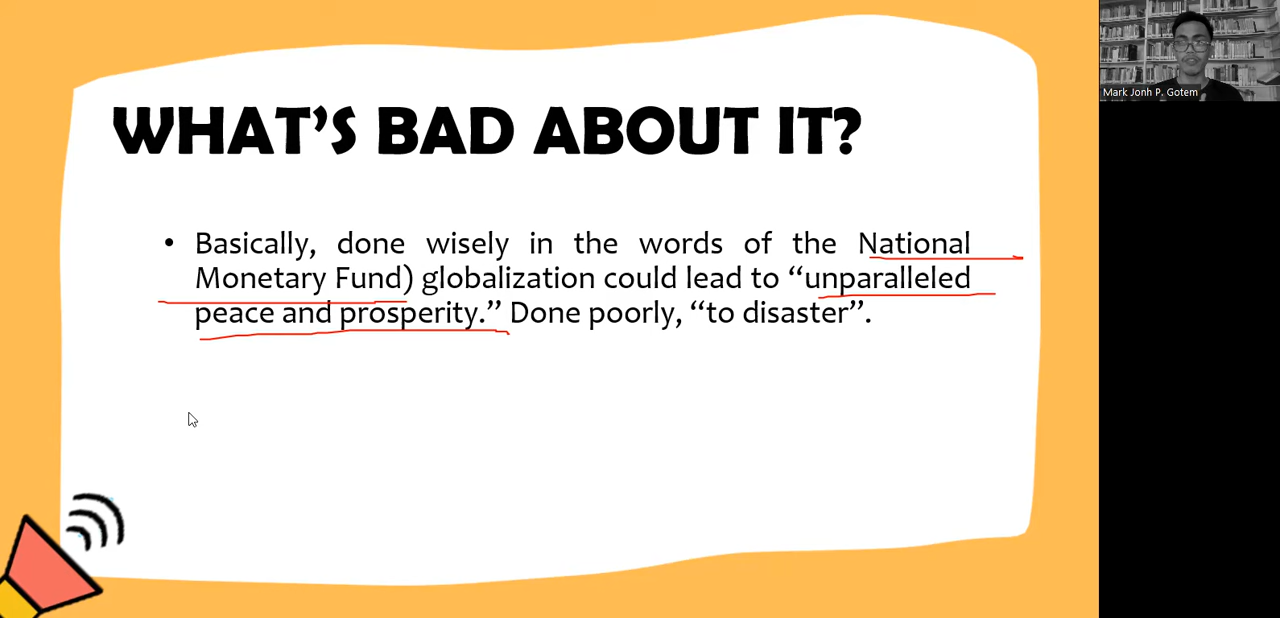 WHAT'S BAD ABOUT IT?
• Basically, done wisely in the words of the National
Monetary Fund) globalization could lead to “unparalleled
peace and prosperity.” Done poorly, “to disaster”.
Mark Jonh P. Gotem